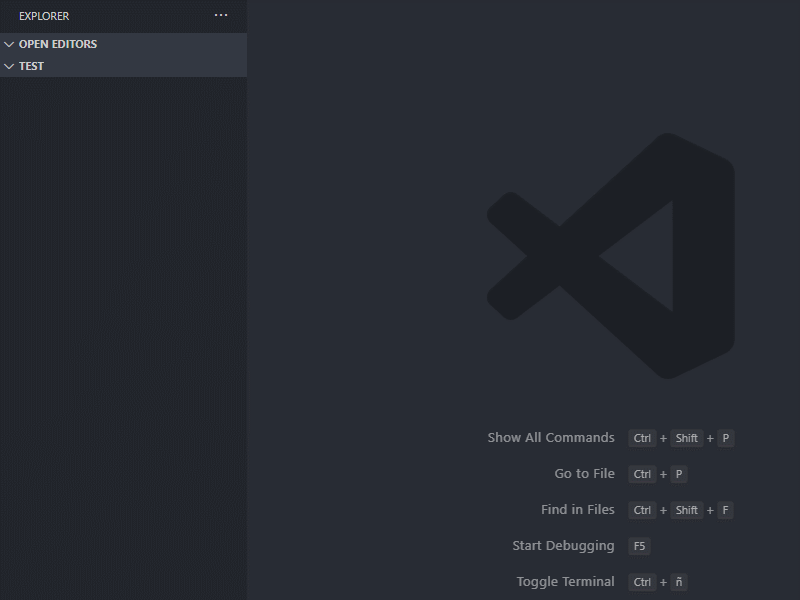 EXPLORER
OPEN EDITORS
TEST
Show All Commands Ctrl + Shift + P
Go to File Ctrl + P
Find in Files Ctrl + Shift + F
Start Debugging F5
Toggle Terminal Ctrl + ñ